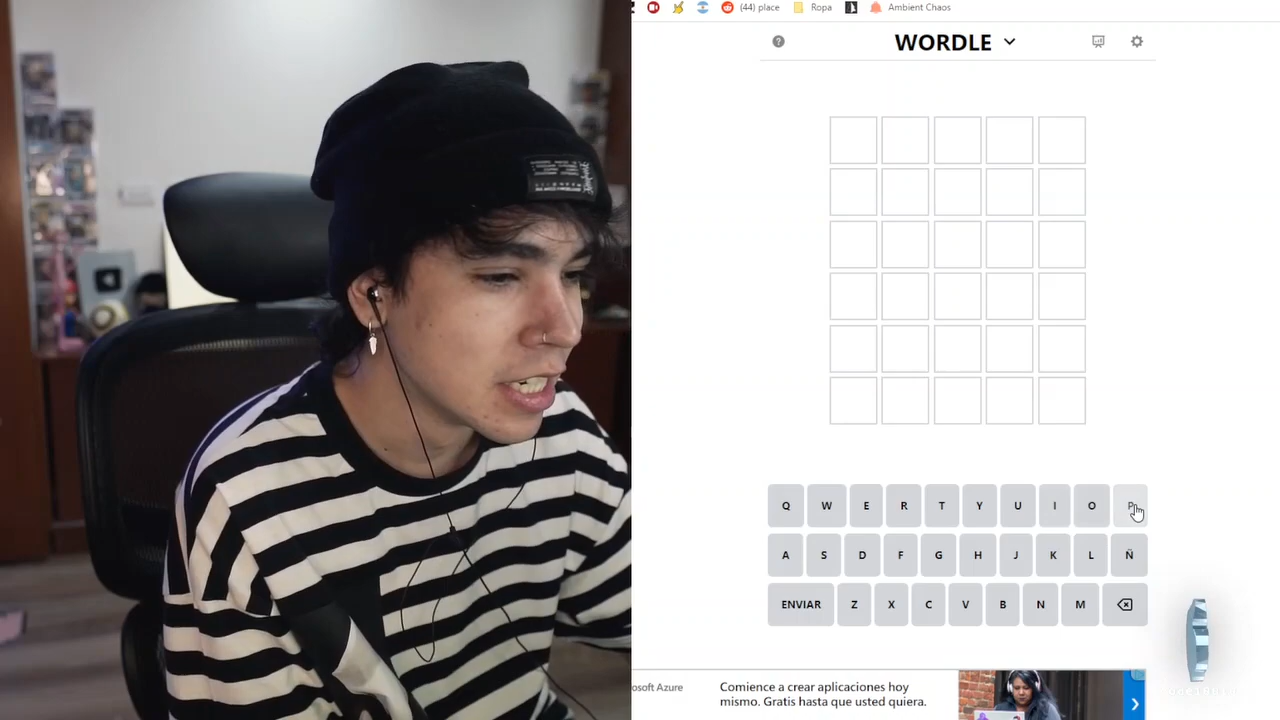 (44) place Ropa Ambient Chaos
WORDLE
Q W E R T Y U I O P
A S D F G H J K L Ñ
ENVIAR Z X C V B N M
osoft Azure
Comience a crear aplicaciones hoy
mismo. Gratis hasta que usted quiera.